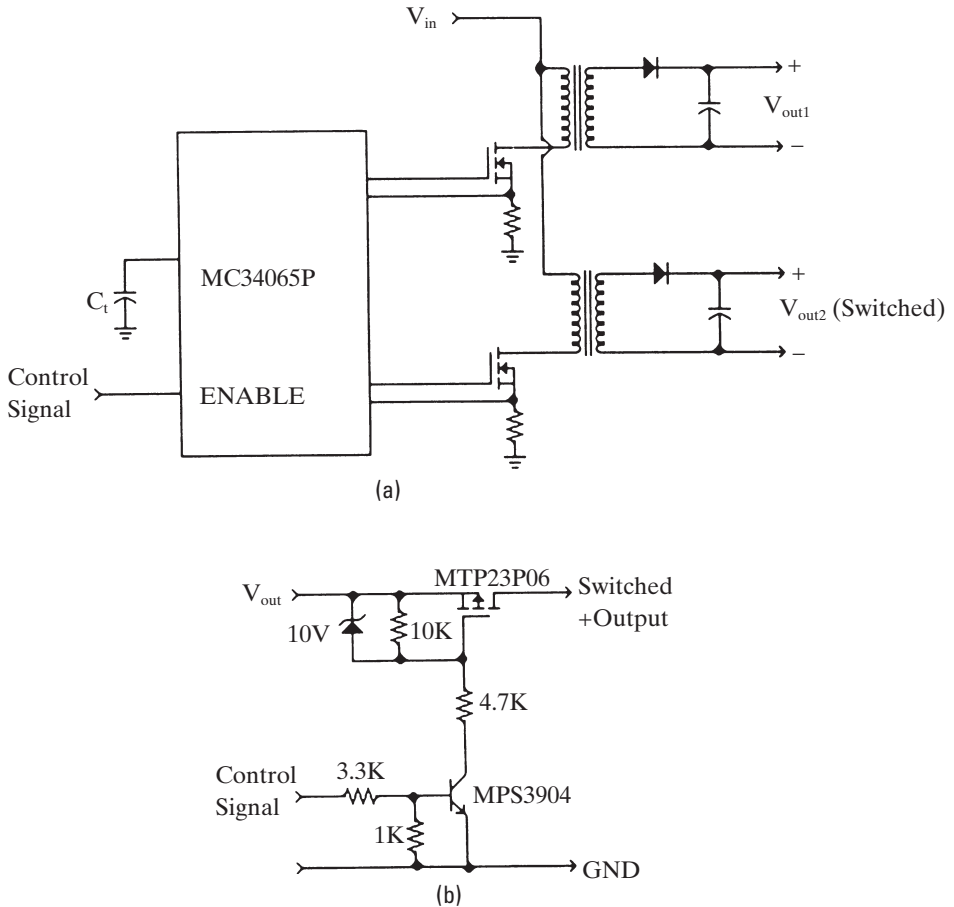 V_in
+
V_out1
−
MC34065P
C_t
+
V_out2 (Switched)
−
Control
Signal
ENABLE
(a)
MTP23P06
V_out
Switched
+Output
10V
10K
4.7K
Control
Signal
3.3K
MPS3904
1K
GND
(b)